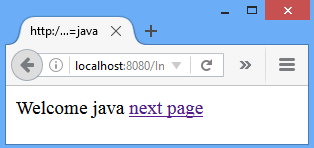 http:/...=java
localhost:8080/In
Welcome java next page